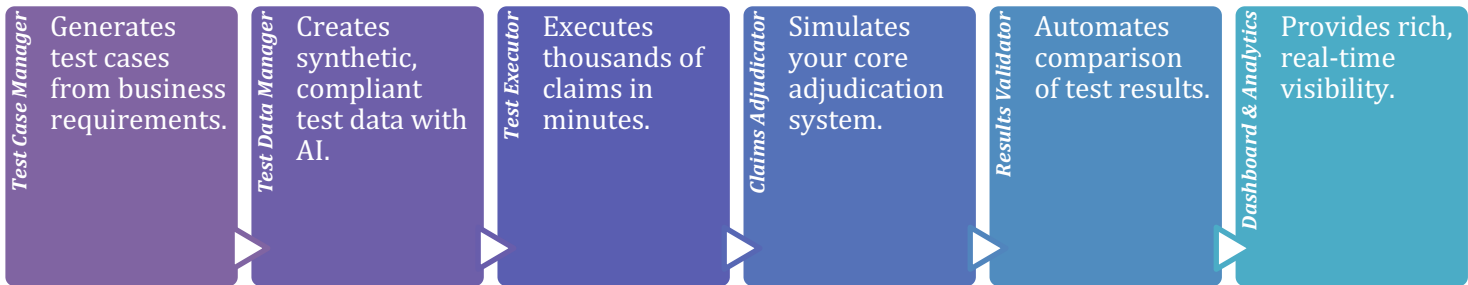 Test Case Manager
Generates
test cases
from business
requirements.
Test Data Manager
Creates
synthetic,
compliant
test data with
AI.
Test Executor
Executes
thousands of
claims in
minutes.
Claims Adjudicator
Simulates
your core
adjudication
system.
Results Validator
Automates
comparison
of test results.
Dashboard & Analytics
Provides rich,
real-time
visibility.